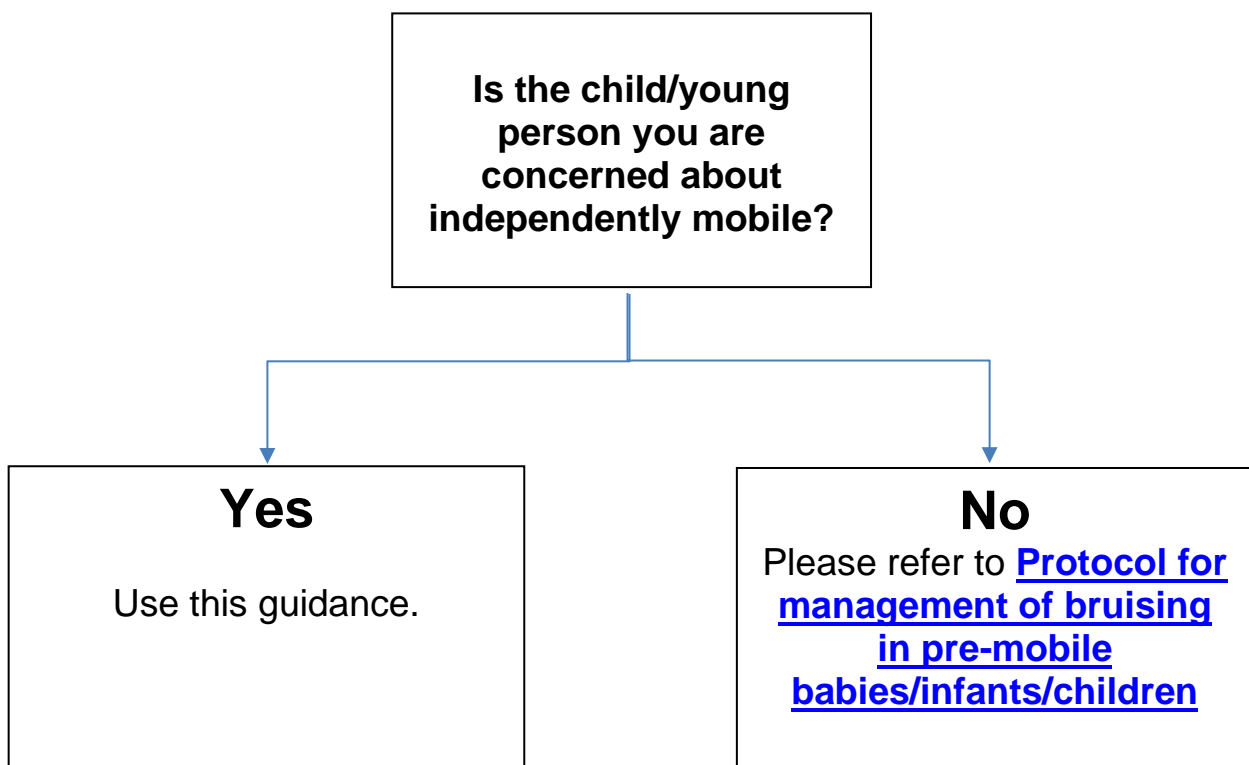 Is the child/young
person you are
concerned about
independently mobile?
Yes
Use this guidance.
No
Please refer to Protocol for
management of bruising
in pre-mobile
babies/infants/children